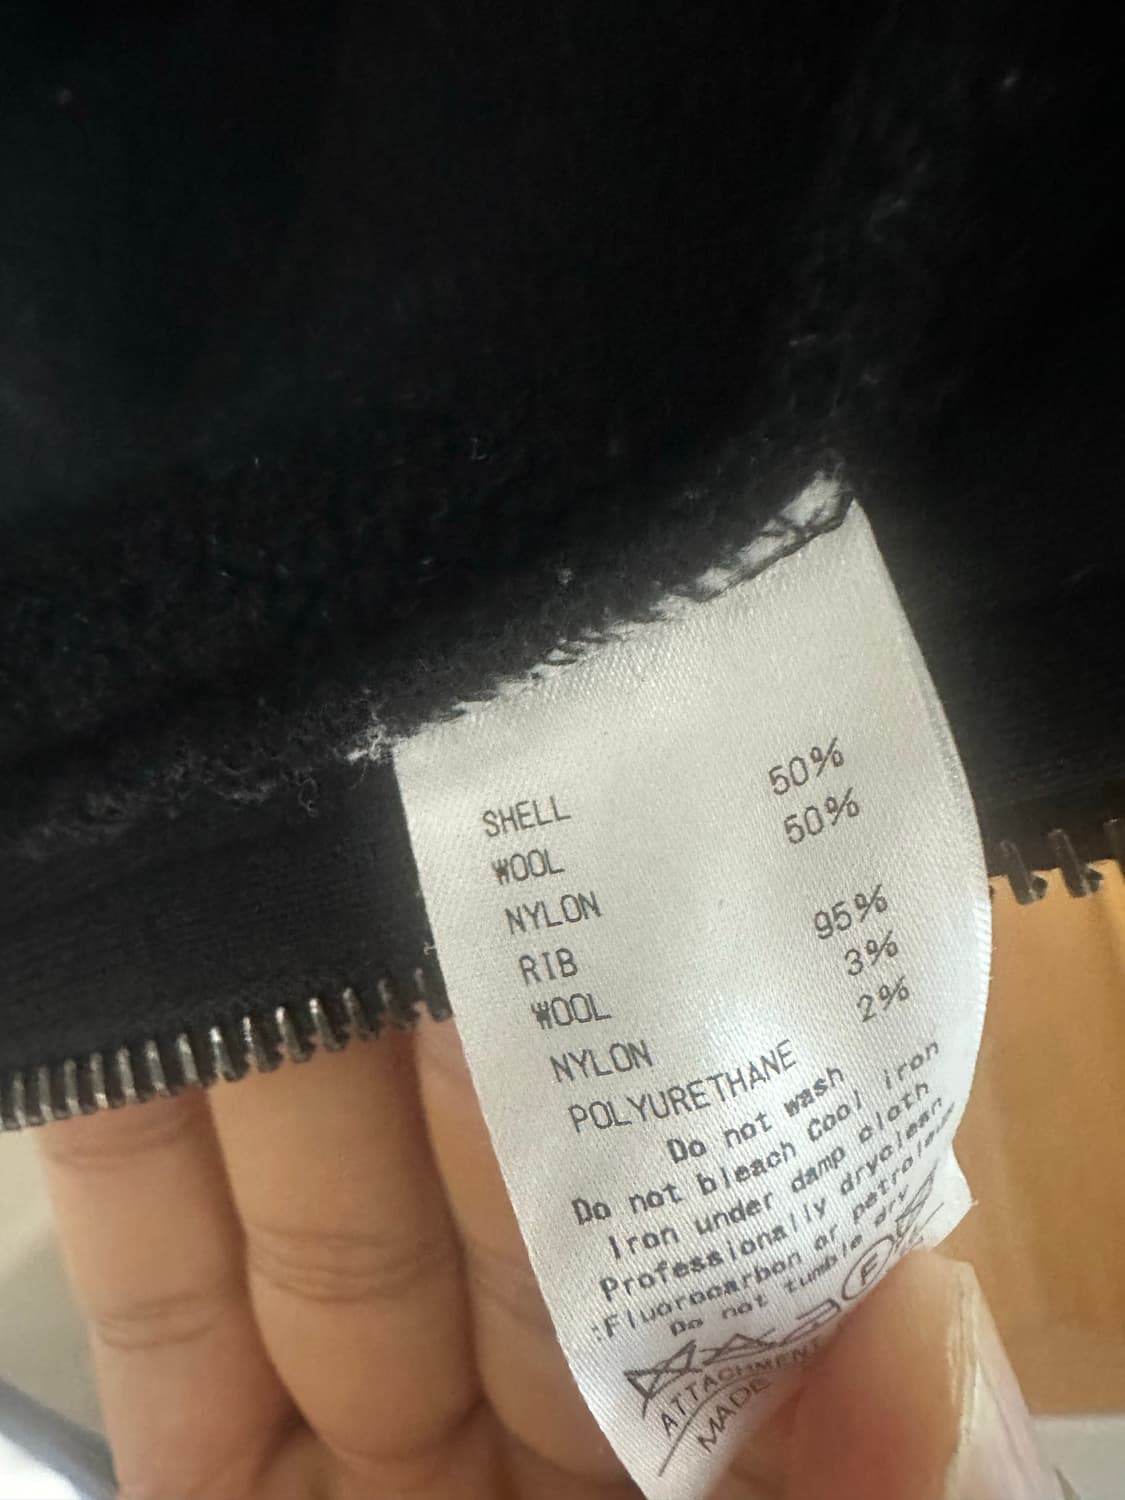 SHELL
WOOL 50%
NYLON 50%
RIB
WOOL 95%
NYLON 3%
POLYURETHANE 2%
Do not wash
Do not bleach Cool iron
Iron under damp cloth
Professionally dryclean
:Fluorocarbon or petroleum
Do not tumble dry
F
ATTACHMENT
MADE